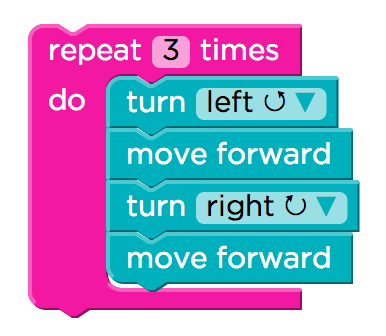 repeat 3 times
do turn left ↺ ▼
move forward
turn right ↻ ▼
move forward